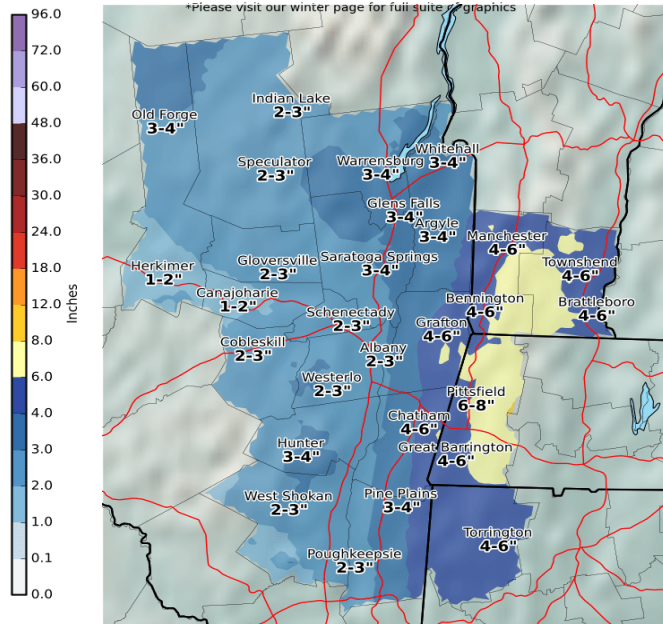 *Please visit our winter page for full suite of graphics
96.0
72.0
60.0
48.0
36.0
30.0
24.0
18.0
12.0
8.0
6.0
4.0
3.0
2.0
1.0
0.1
0.0
Inches
Indian Lake
2-3"
Old Forge
3-4"
Speculator
2-3"
Warrensburg
3-4"
Whitehall
3-4"
Glens Falls
3-4"
Argyle
3-4"
Manchester
4-6"
Townshend
4-6"
Herkimer
1-2"
Gloversville
2-3"
Saratoga Springs
3-4"
Canajoharie
1-2"
Bennington
4-6"
Brattleboro
4-6"
Schenectady
2-3"
Grafton
4-6"
Cobleskill
2-3"
Albany
2-3"
Westerlo
2-3"
Pittsfield
6-8"
Chatham
4-6"
Hunter
3-4"
Great Barrington
4-6"
West Shokan
2-3"
Pine Plains
3-4"
Torrington
4-6"
Poughkeepsie
2-3"